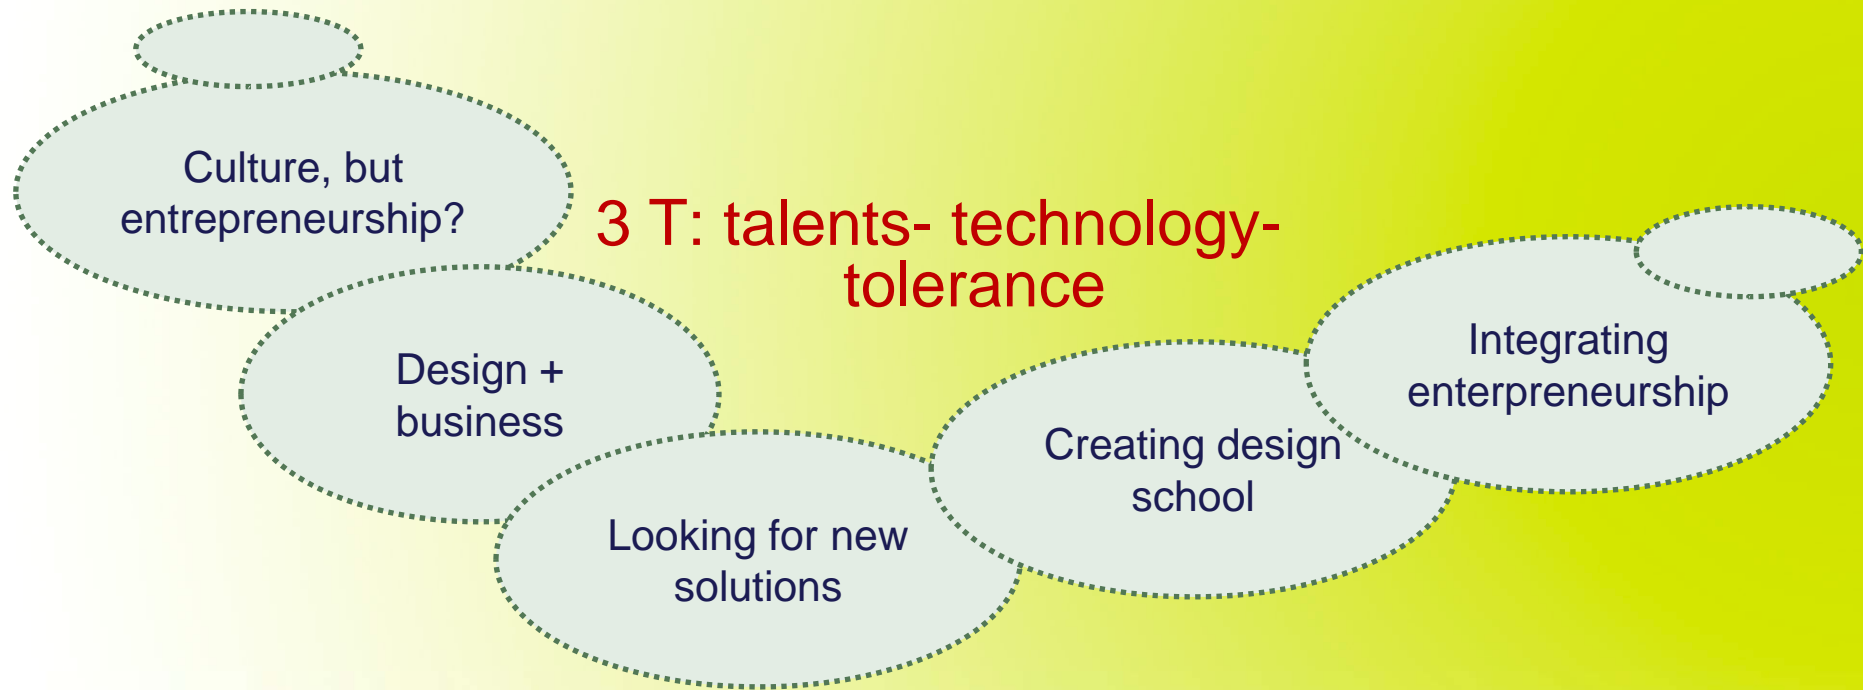 Culture, but
entrepreneurship?
3 T: talents- technology-
tolerance
Design +
business
Looking for new
solutions
Creating design
school
Integrating
enterpreneurship